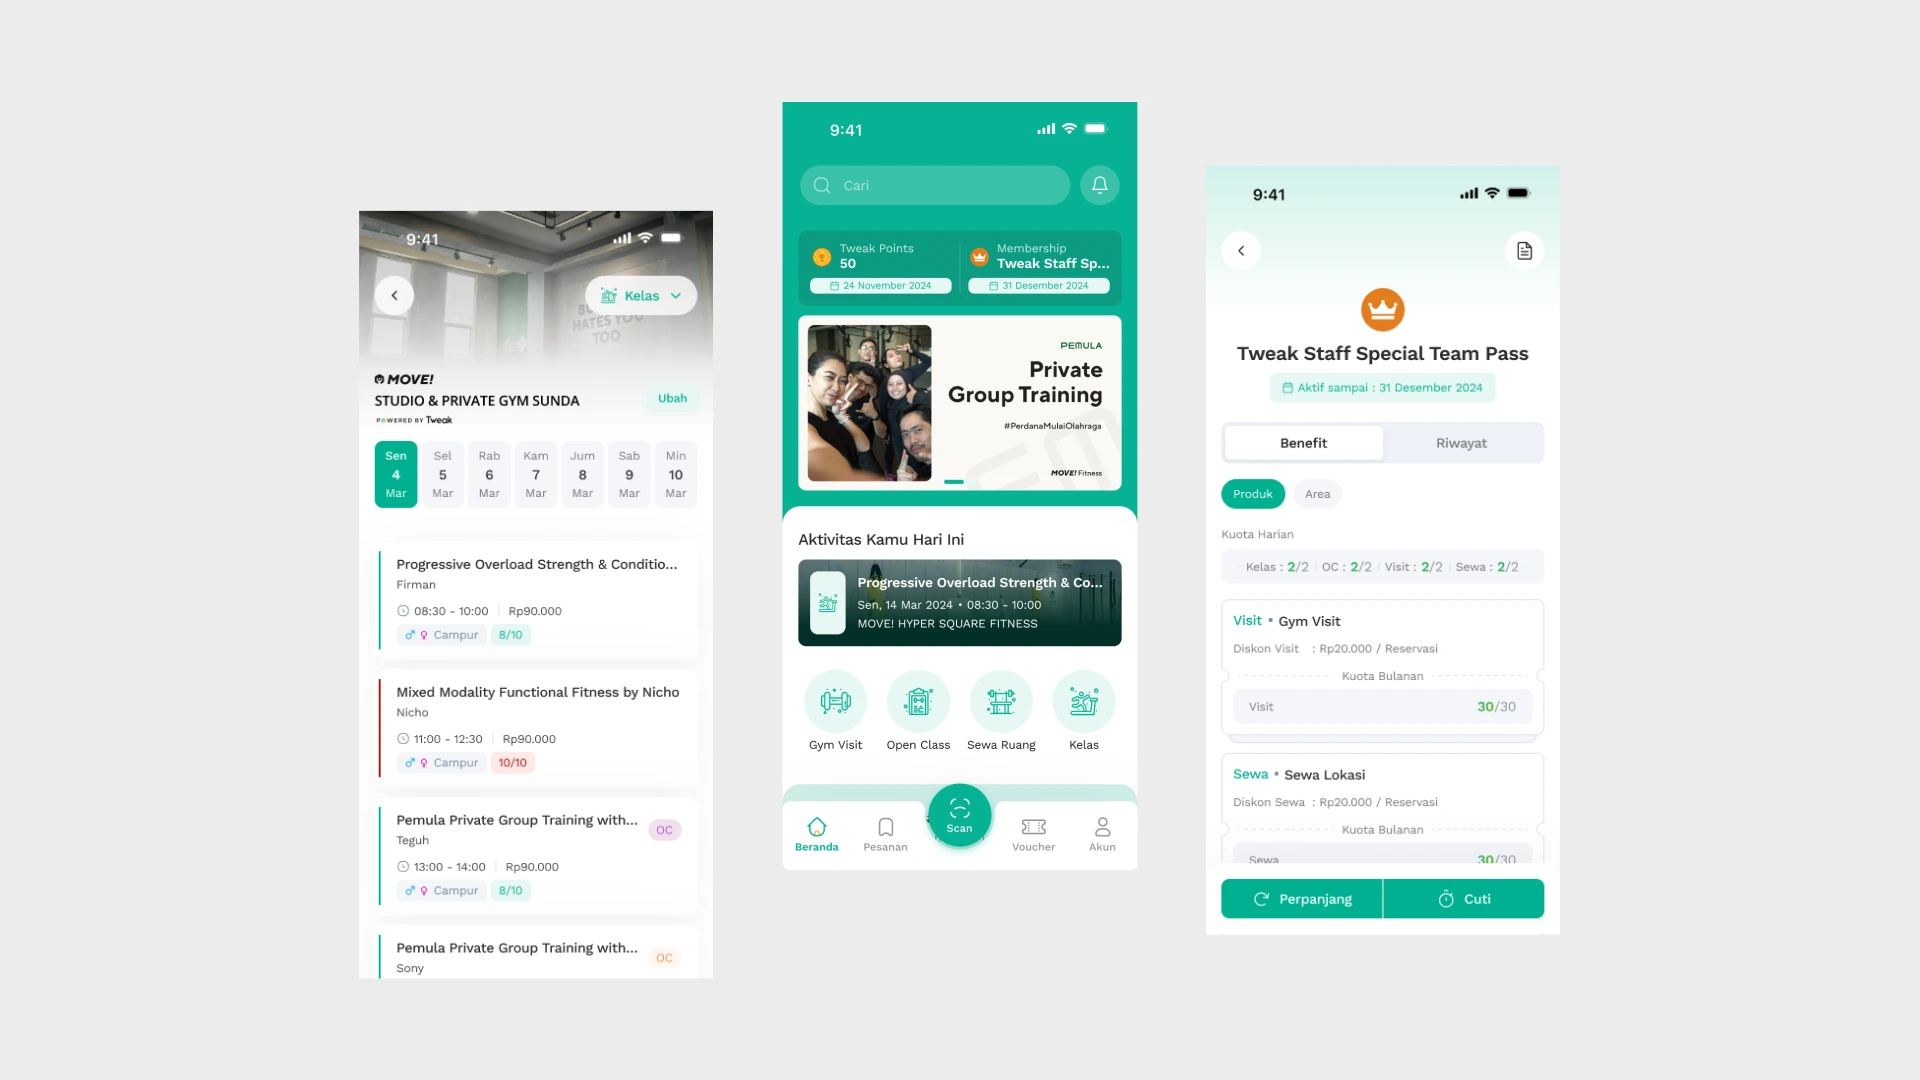 9:41
Kelas
BU
HATES YOU
TOO
MOVE!
STUDIO & PRIVATE GYM SUNDA
POWERED BY Tweak
Ubah
Sen
4
Mar
Sel
5
Mar
Rab
6
Mar
Kam
7
Mar
Jum
8
Mar
Sab
9
Mar
Min
10
Mar
Progressive Overload Strength & Conditio...
Firman
08:30 - 10:00 Rp90.000
Campur 8/10
Mixed Modality Functional Fitness by Nicho
Nicho
11:00 - 12:30 Rp90.000
Campur 10/10
Pemula Private Group Training with...
OC
Teguh
13:00 - 14:00 Rp90.000
Campur 8/10
Pemula Private Group Training with...
OC
Sony
9:41
Cari
Tweak Points
50
24 November 2024
Membership
Tweak Staff Sp...
31 Desember 2024
PEMULA
Private
Group Training
#PerdanaMulaiOlahraga
MOVE! Fitness
Aktivitas Kamu Hari Ini
Progressive Overload Strength & Co...
Sen, 14 Mar 2024 • 08:30 - 10:00
MOVE! HYPER SQUARE FITNESS
Gym Visit
Open Class
Sewa Ruang
Kelas
Beranda
Pesanan
Scan
Voucher
Akun
9:41
Tweak Staff Special Team Pass
Aktif sampai : 31 Desember 2024
Benefit
Riwayat
Produk
Area
Kuota Harian
Kelas : 2/2 | OC : 2/2 | Visit : 2/2 | Sewa : 2/2
Visit • Gym Visit
Diskon Visit : Rp20.000 / Reservasi
Kuota Bulanan
Visit 30/30
Sewa • Sewa Lokasi
Diskon Sewa : Rp20.000 / Reservasi
Kuota Bulanan
Sewa 30/30
Perpanjang
Cuti